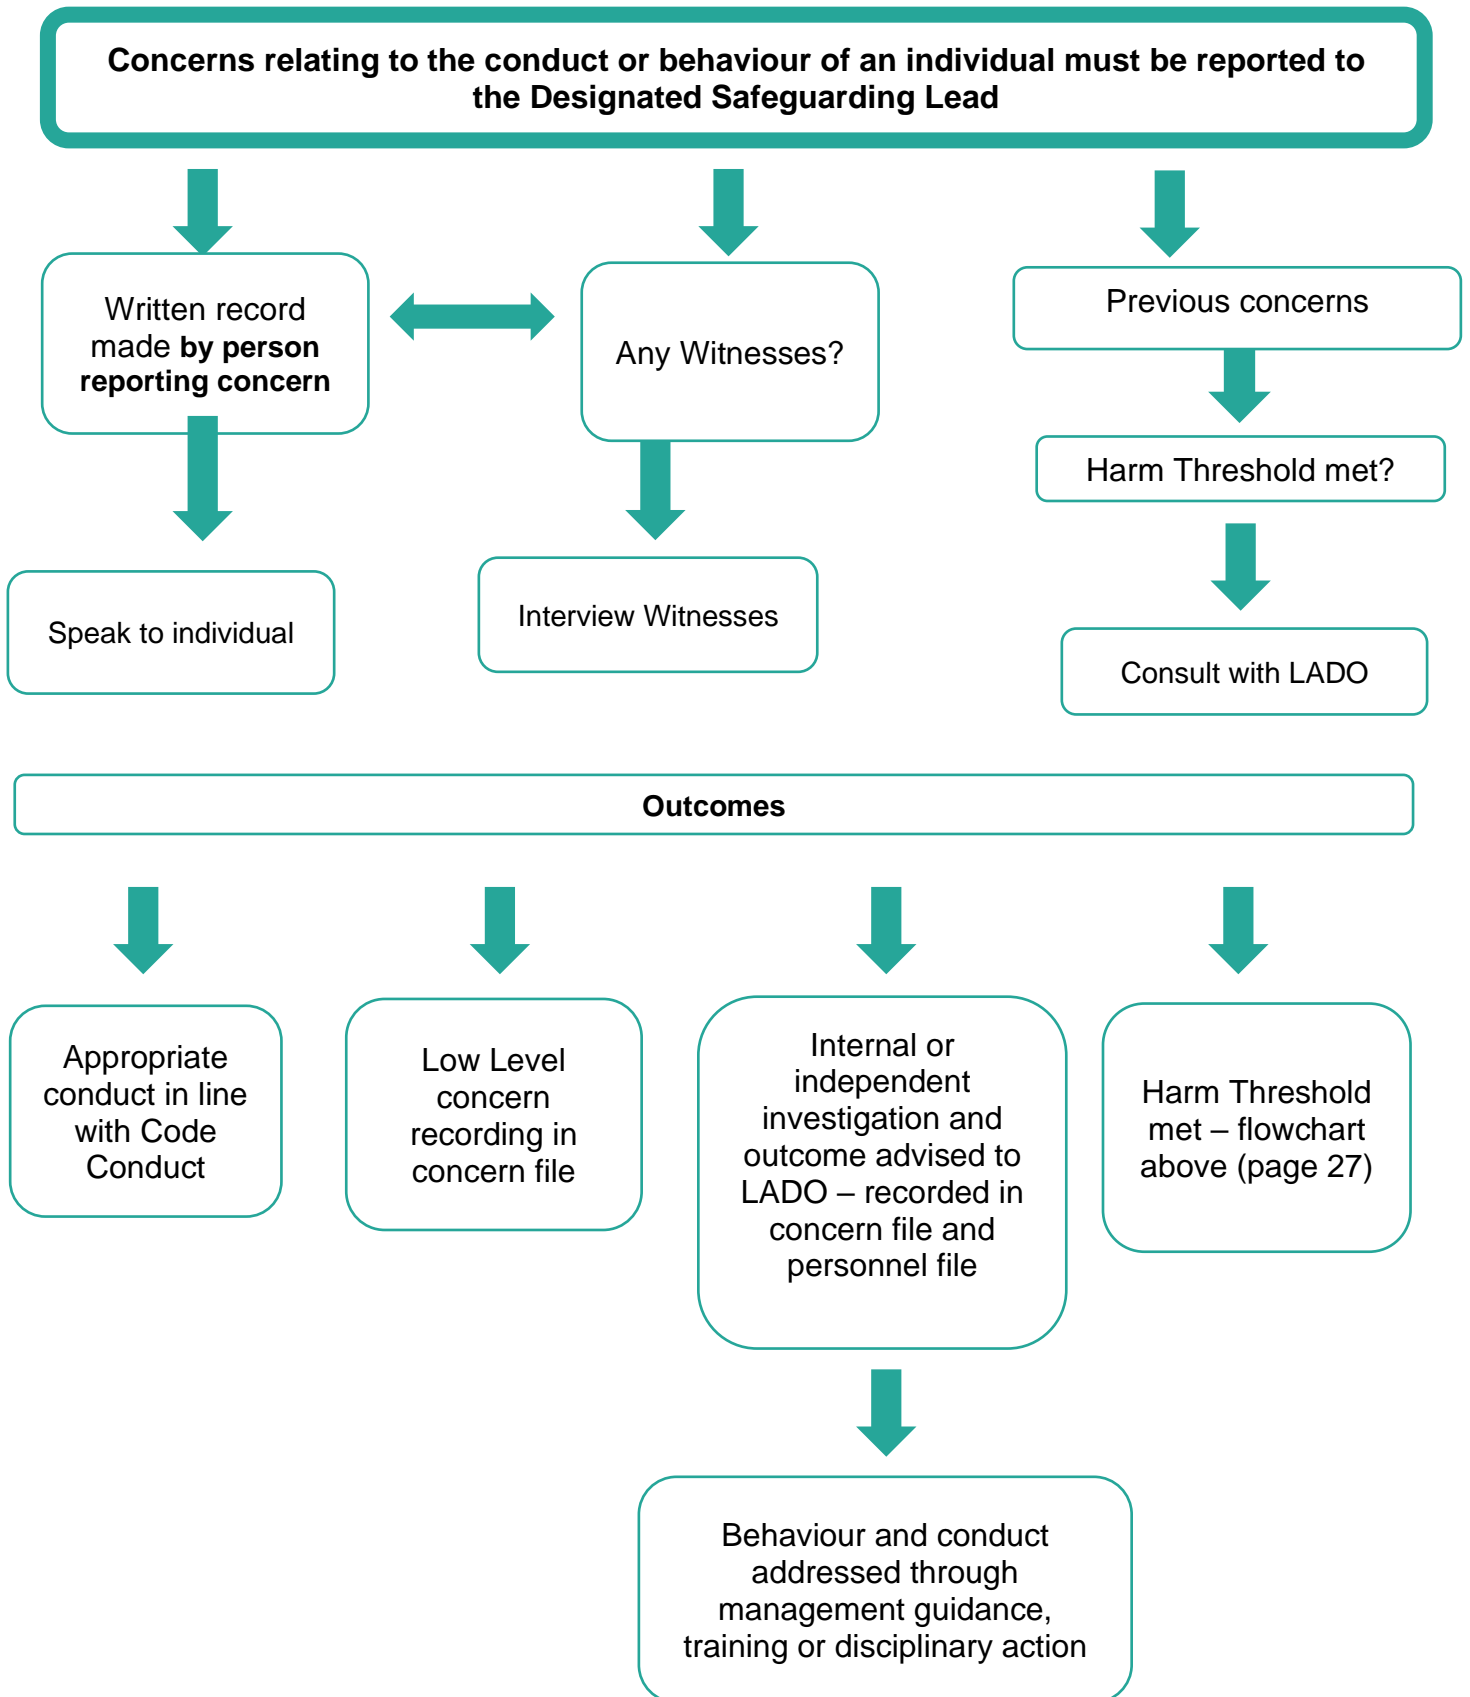 Concerns relating to the conduct or behaviour of an individual must be reported to
the Designated Safeguarding Lead
Written record
made by person
reporting concern
Any Witnesses?
Previous concerns
Harm Threshold met?
Speak to individual
Interview Witnesses
Consult with LADO
Outcomes
Appropriate
conduct in line
with Code
Conduct
Low Level
concern
recording in
concern file
Internal or
independent
investigation and
outcome advised to
LADO – recorded in
concern file and
personnel file
Harm Threshold
met – flowchart
above (page 27)
Behaviour and conduct
addressed through
management guidance,
training or disciplinary action